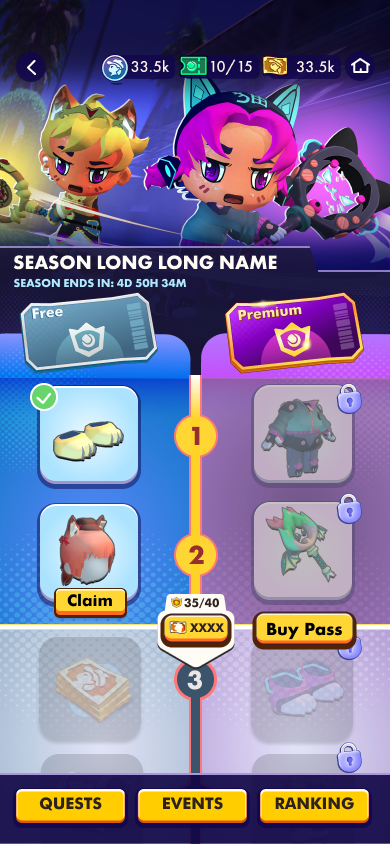 33.5k
10/15
33.5k
SEASON LONG LONG NAME
SEASON ENDS IN: 4D 50H 34M
Free
Premium
1
2
Claim
35/40
XXXX
Buy Pass
3
QUESTS
EVENTS
RANKING